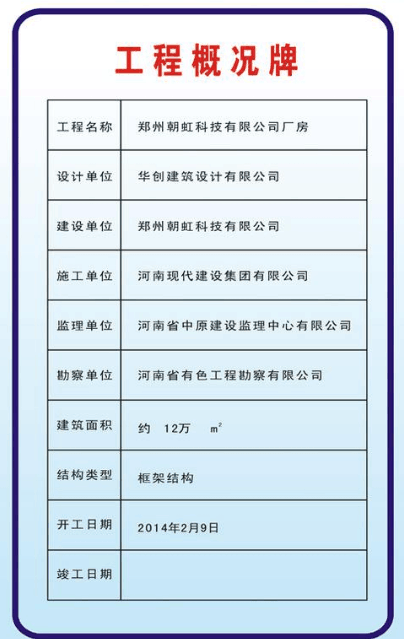 工程概况牌
工程名称 郑州朝虹科技有限公司厂房
设计单位 华创建筑设计有限公司
建设单位 郑州朝虹科技有限公司
施工单位 河南现代建设集团有限公司
监理单位 河南省中原建设监理中心有限公司
勘察单位 河南省有色工程勘察有限公司
建筑面积 约 12万 m²
结构类型 框架结构
开工日期 2014年2月9日
竣工日期